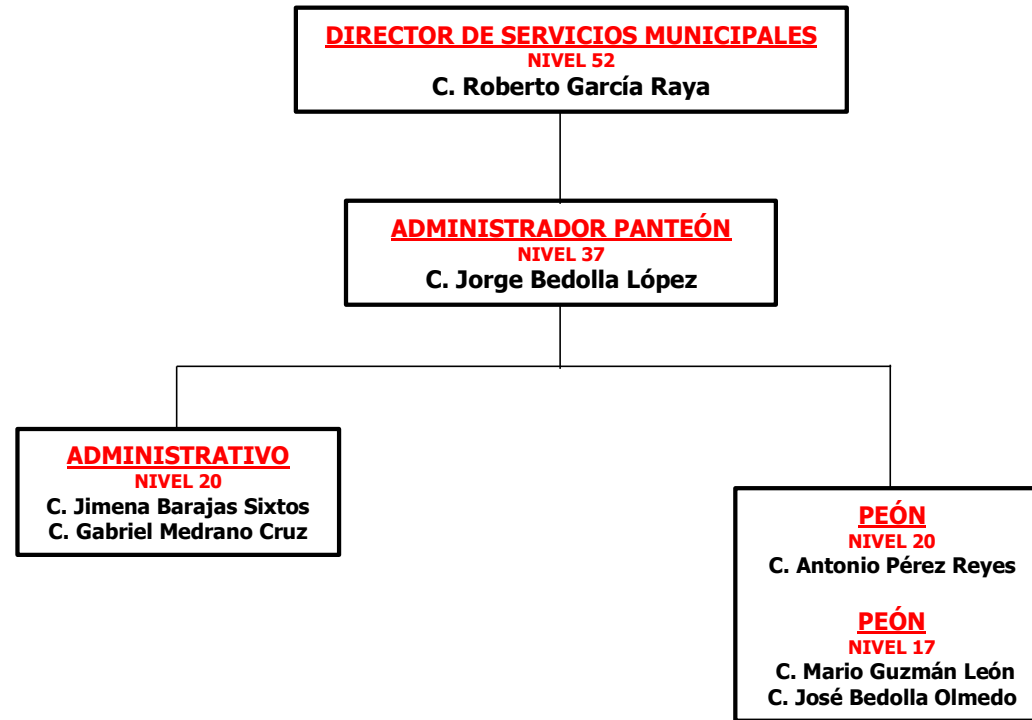 DIRECTOR DE SERVICIOS MUNICIPALES
NIVEL 52
C. Roberto García Raya
ADMINISTRADOR PANTEÓN
NIVEL 37
C. Jorge Bedolla López
ADMINISTRATIVO
NIVEL 20
C. Jimena Barajas Sixtos
C. Gabriel Medrano Cruz
PEÓN
NIVEL 20
C. Antonio Pérez Reyes
PEÓN
NIVEL 17
C. Mario Guzmán León
C. José Bedolla Olmedo